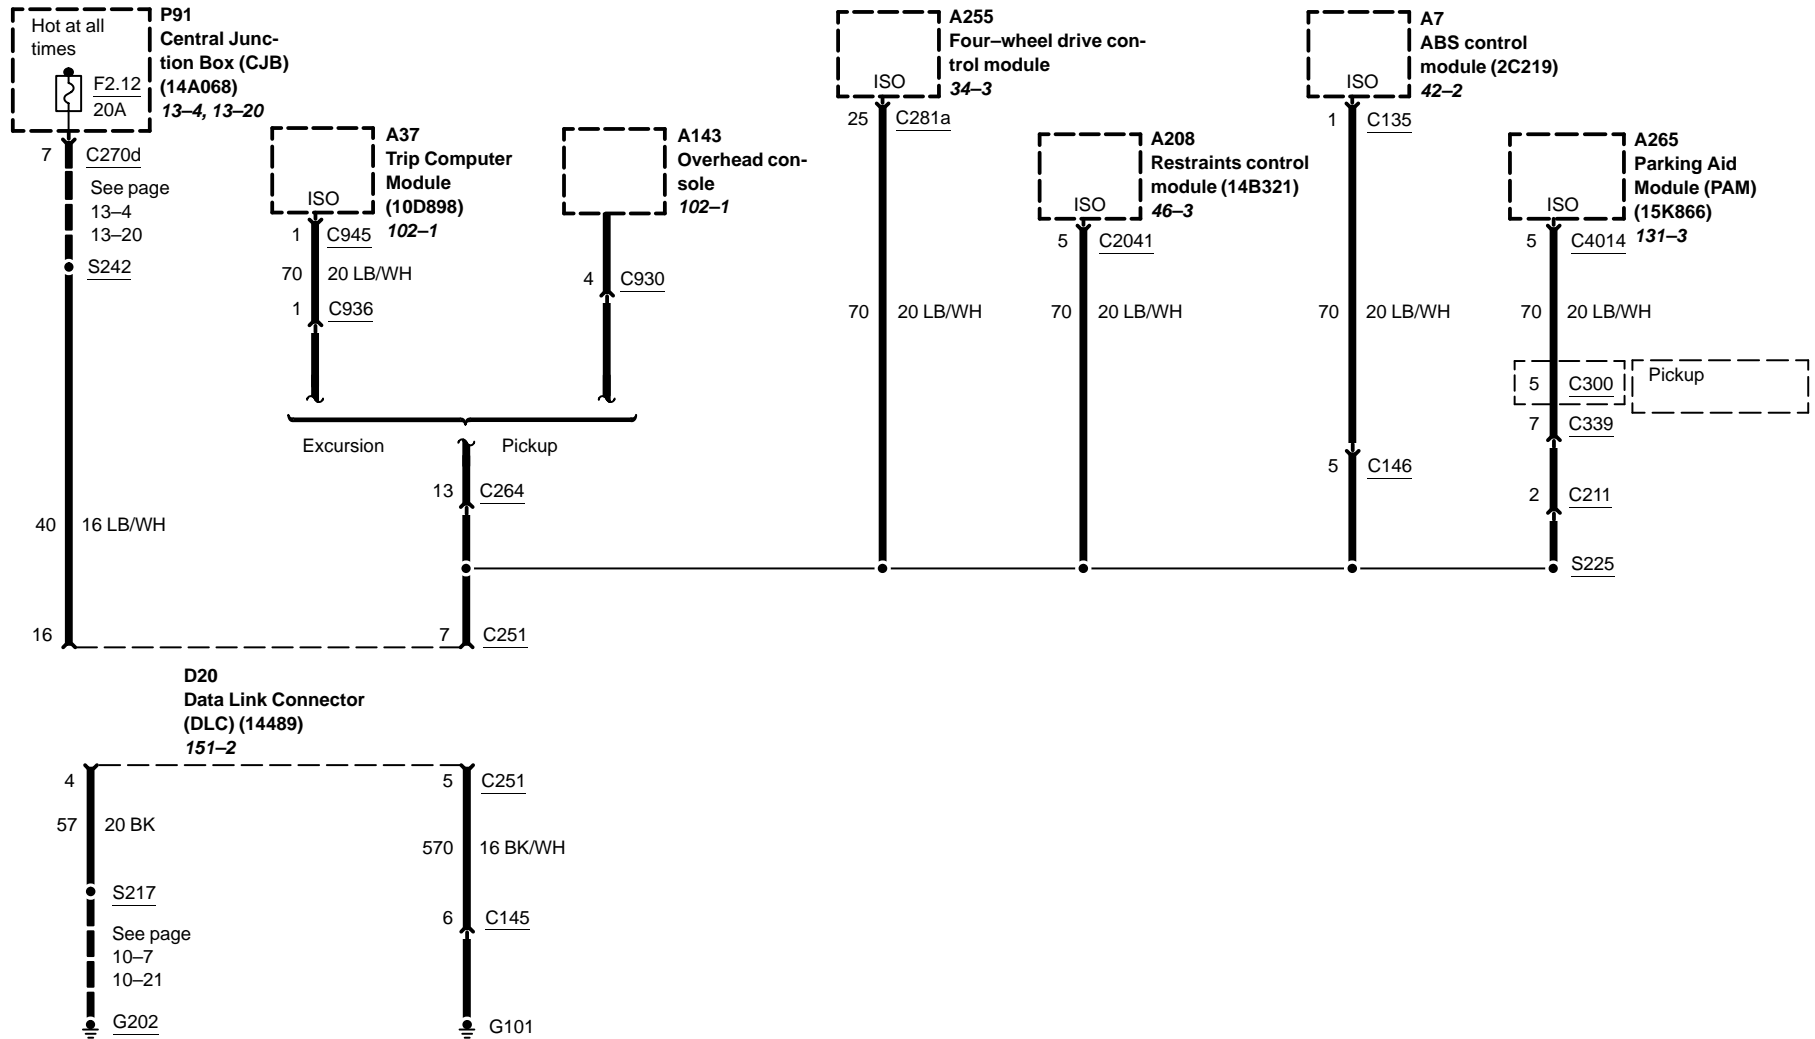 Hot at all
times
F2.12
20A
P91
Central Junc-
tion Box (CJB)
(14A068)
13–4, 13–20
7 C270d
See page
13–4
13–20
S242
40 16 LB/WH
16
A37
Trip Computer
Module
(10D898)
102–1
ISO
1 C945
70 20 LB/WH
1 C936
A143
Overhead con-
sole
102–1
4 C930
Excursion Pickup
13 C264
7 C251
A255
Four–wheel drive con-
trol module
34–3
ISO
25 C281a
70 20 LB/WH
A208
Restraints control
module (14B321)
46–3
ISO
5 C2041
70 20 LB/WH
A7
ABS control
module (2C219)
42–2
ISO
1 C135
70 20 LB/WH
5 C146
A265
Parking Aid
Module (PAM)
(15K866)
131–3
ISO
5 C4014
70 20 LB/WH
5 C300
Pickup
7 C339
2 C211
S225
D20
Data Link Connector
(DLC) (14489)
151–2
4
57 20 BK
S217
See page
10–7
10–21
G202
5 C251
570 16 BK/WH
6 C145
G101